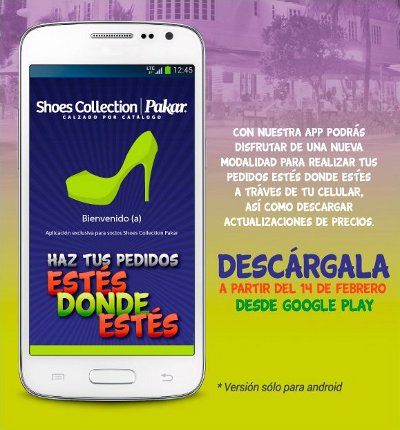 LTE 12:45
Shoes Collection | Pakar.
CALZADO POR CATÁLOGO
Bienvenido (a)
Aplicación exclusiva para socios Shoes Collection Pakar
HAZ TUS PEDIDOS
ESTÉS
DONDE
ESTÉS
CON NUESTRA APP PODRÁS
DISFRUTAR DE UNA NUEVA
MODALIDAD PARA REALIZAR TUS
PEDIDOS ESTÉS DONDE ESTÉS
A TRÁVES DE TU CELULAR,
ASÍ COMO DESCARGAR
ACTUALIZACIONES DE PRECIOS.
DESCÁRGALA
A PARTIR DEL 14 DE FEBRERO
DESDE GOOGLE PLAY
* Versión sólo para android